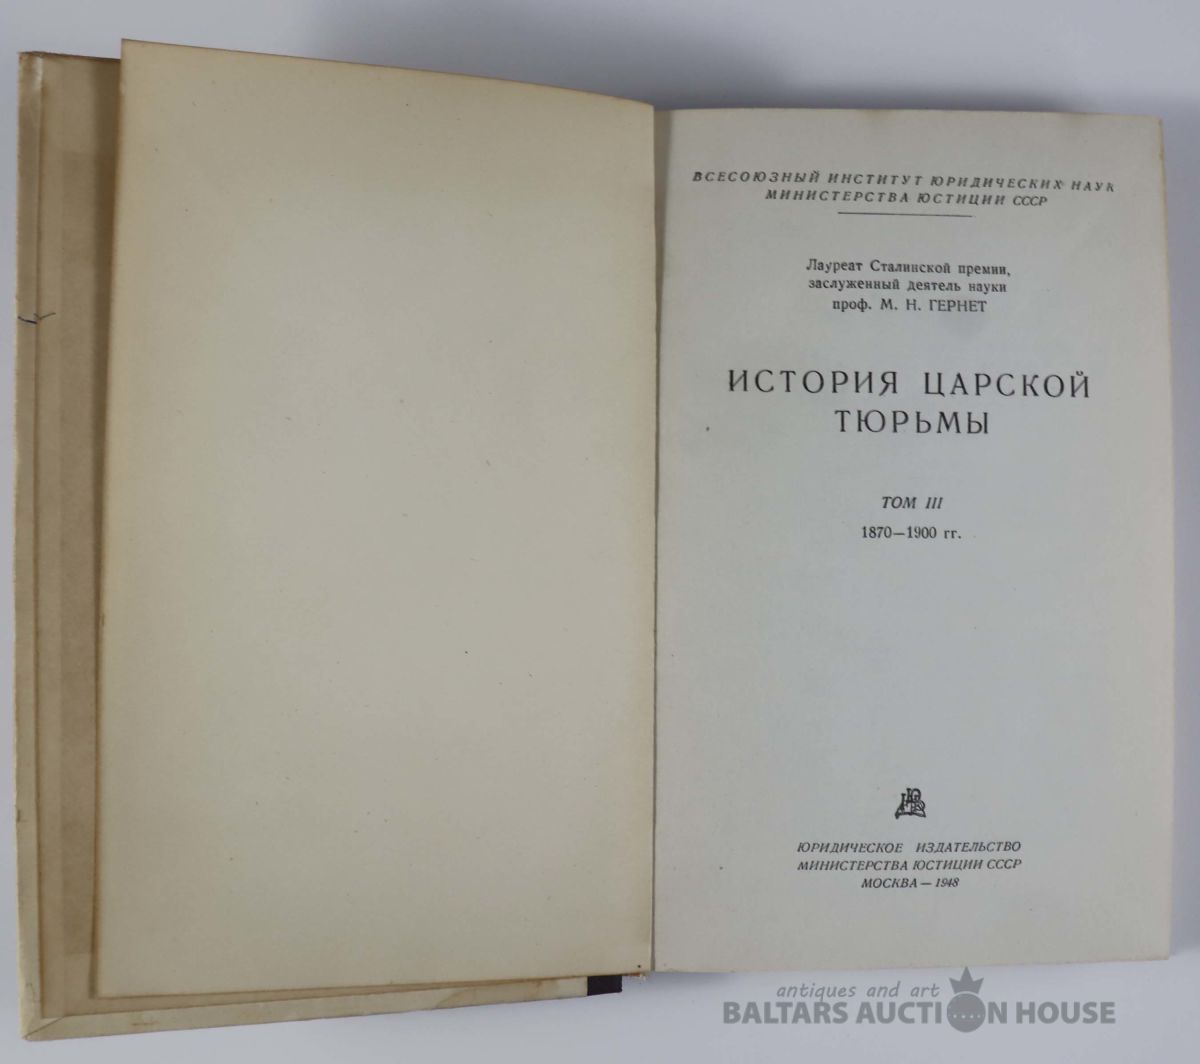 ВСЕСОЮЗНЫЙ ИНСТИТУТ ЮРИДИЧЕСКИХ НАУК
МИНИСТЕРСТВА ЮСТИЦИИ СССР
Лауреат Сталинской премии,
заслуженный деятель науки
проф. М. Н. ГЕРНЕТ
ИСТОРИЯ ЦАРСКОЙ
ТЮРЬМЫ
ТОМ III
1870—1900 гг.
ЮРИДИЧЕСКОЕ ИЗДАТЕЛЬСТВО
МИНИСТЕРСТВА ЮСТИЦИИ СССР
МОСКВА — 1948
antiques and art
BALTARS AUCTION HOUSE